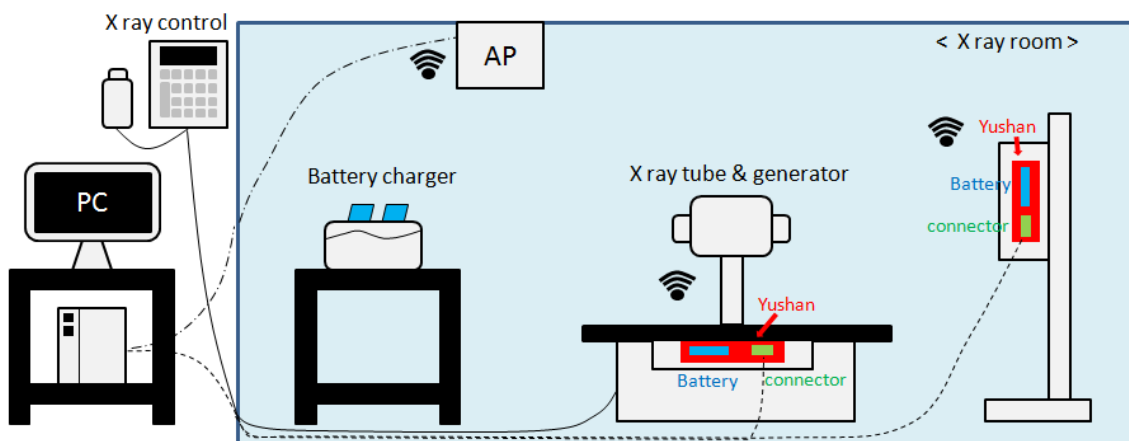 X ray control
< X ray room >
AP
Yushan
Battery
connector
PC
Battery charger
X ray tube & generator
Yushan
Battery
connector